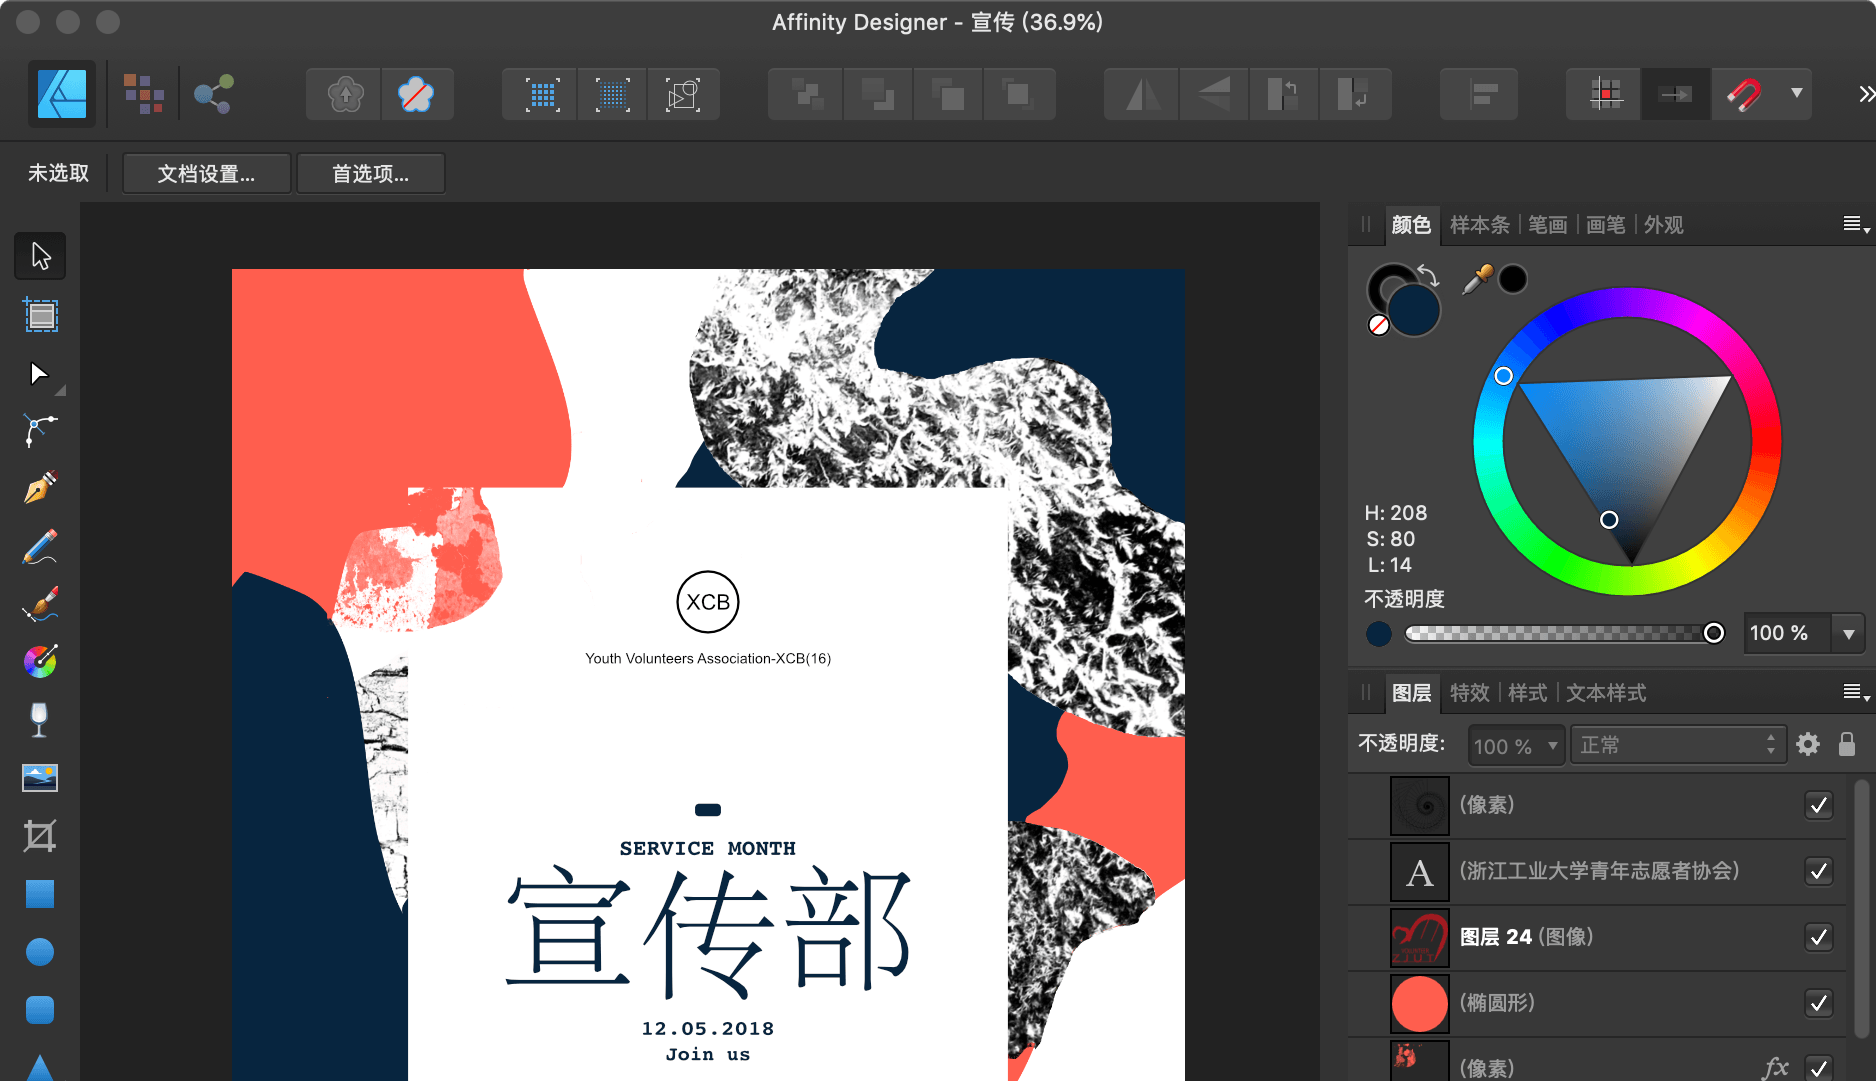 Affinity Designer - 宣传 (36.9%)
未选取
文档设置...
首选项...
颜色
样本条
笔画
画笔
外观
H: 208
S: 80
L: 14
不透明度
100 %
图层
特效
样式
文本样式
不透明度:
100 %
正常
(像素)
A
(浙江工业大学青年志愿者协会)
图层 24 (图像)
(椭圆形)
(像素)
fx
XCB
Youth Volunteers Association-XCB(16)
SERVICE MONTH
宣传部
12.05.2018
Join us